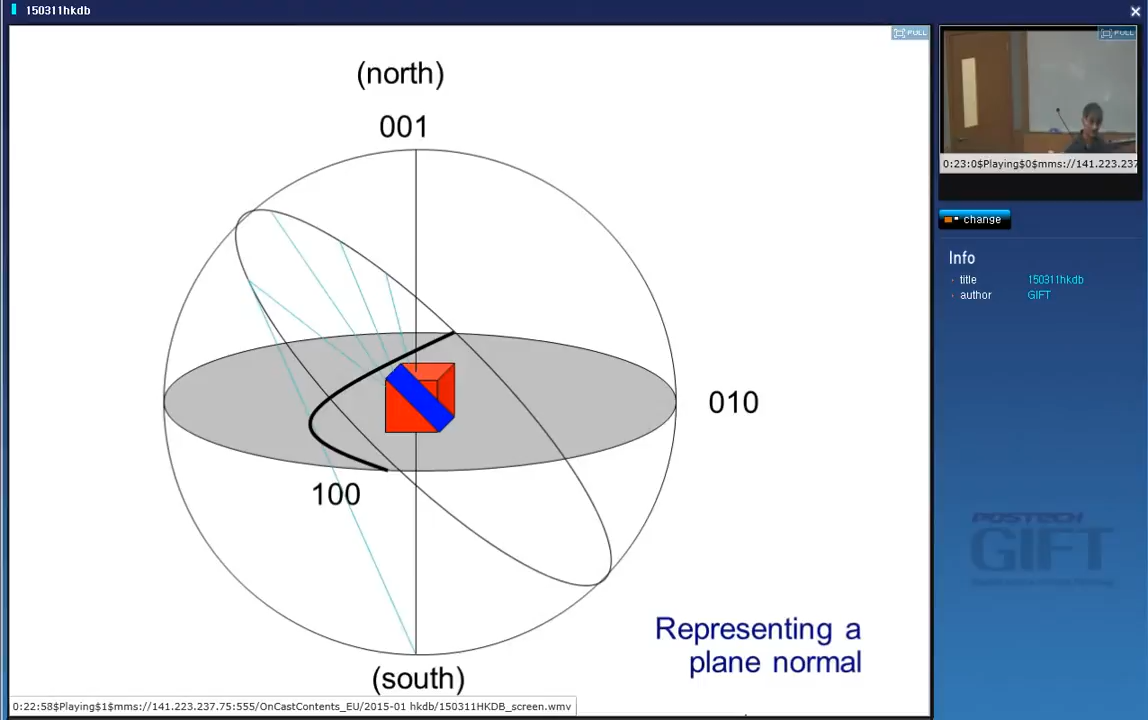 150311hkdb
FULL
FULL
(north)
001
010
100
(south)
Representing a
plane normal
0:22:58$Playing$1$mms://141.223.237.75:555/OnCastContents_EU/2015-01 hkdb/150311HKDB_screen.wmv
0:23:0$Playing$0$mms://141.223.237
change
Info
title 150311hkdb
author GIFT
POSTECH
GIFT